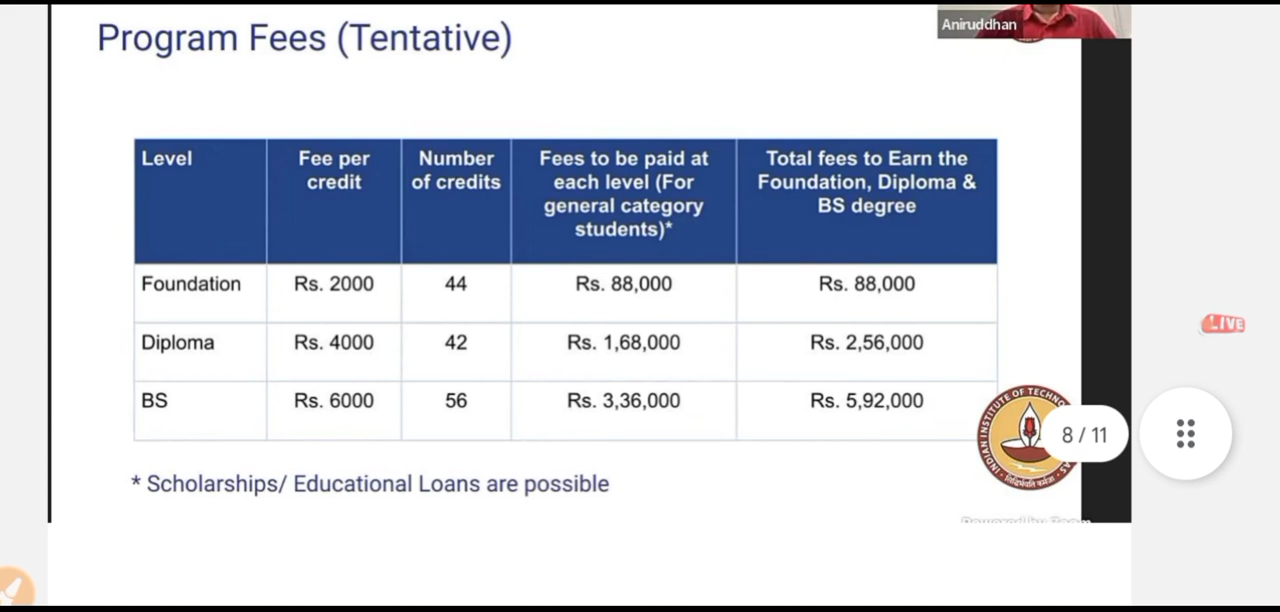 Program Fees (Tentative)
Aniruddhan
Level
Fee per
credit
Number
of credits
Fees to be paid at
each level (For
general category
students)*
Total fees to Earn the
Foundation, Diploma &
BS degree
Foundation
Rs. 2000
44
Rs. 88,000
Rs. 88,000
Diploma
Rs. 4000
42
Rs. 1,68,000
Rs. 2,56,000
BS
Rs. 6000
56
Rs. 3,36,000
Rs. 5,92,000
* Scholarships/ Educational Loans are possible
INDIAN INSTITUTE OF
8 / 11
LIVE